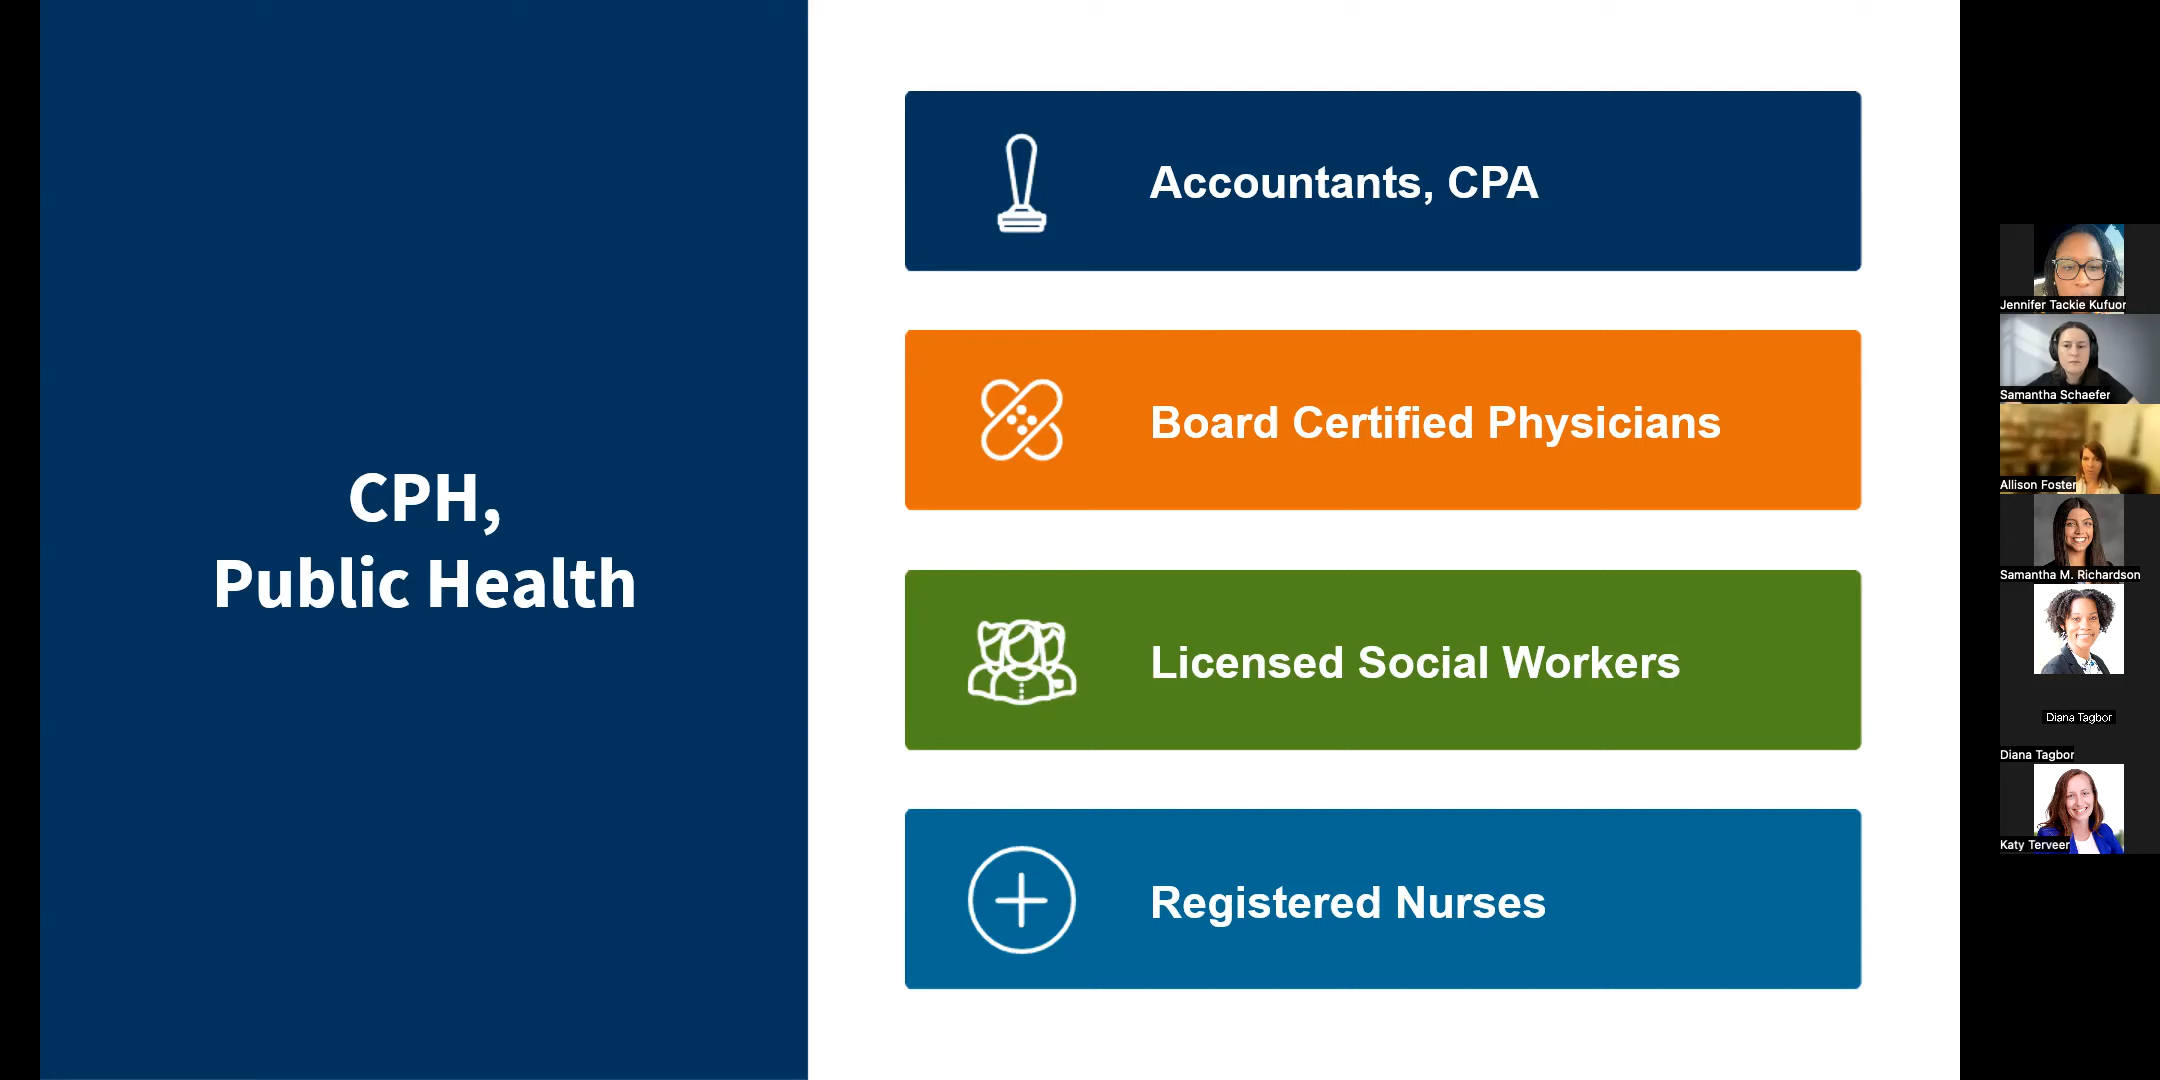 CPH,
Public Health
Accountants, CPA
Board Certified Physicians
Licensed Social Workers
Registered Nurses
Jennifer Tackie Kufuor
Samantha Schaefer
Allison Foster
Samantha M. Richardson
Diana Tagbor
Diana Tagbor
Katy Terveer